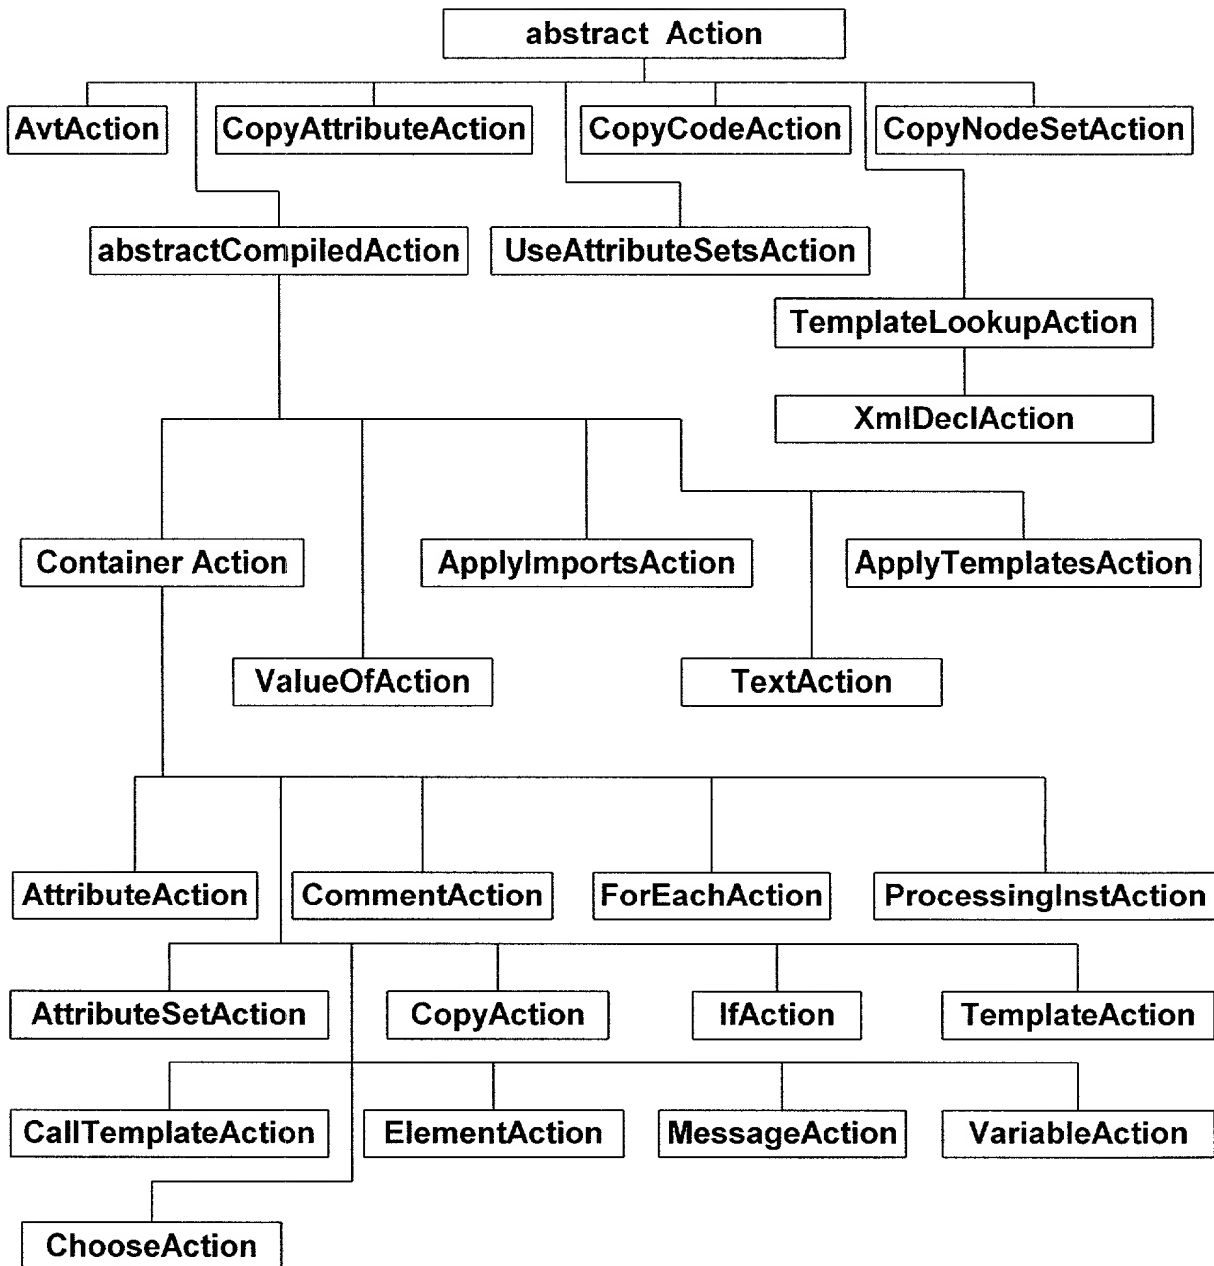 abstract Action
AvtAction
CopyAttributeAction
CopyCodeAction
CopyNodeSetAction
abstractCompiledAction
UseAttributeSetsAction
TemplateLookupAction
XmlDeclAction
Container Action
ApplyImportsAction
ApplyTemplatesAction
ValueOfAction
TextAction
AttributeAction
CommentAction
ForEachAction
ProcessingInstAction
AttributeSetAction
CopyAction
IfAction
TemplateAction
CallTemplateAction
ElementAction
MessageAction
VariableAction
ChooseAction